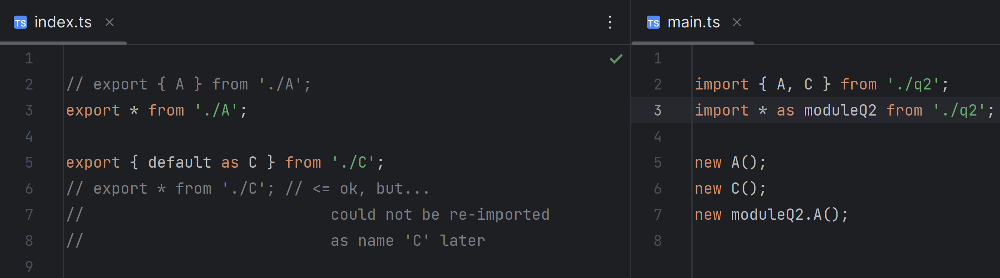 TS index.ts ×
1
2 // export { A } from './A';
3 export * from './A';
4
5 export { default as C } from './C';
6 // export * from './C'; // <= ok, but...
7 //                           could not be re-imported
8 //                           as name 'C' later
9
TS main.ts ×
1
2 import { A, C } from './q2';
3 import * as moduleQ2 from './q2';
4
5 new A();
6 new C();
7 new moduleQ2.A();
8